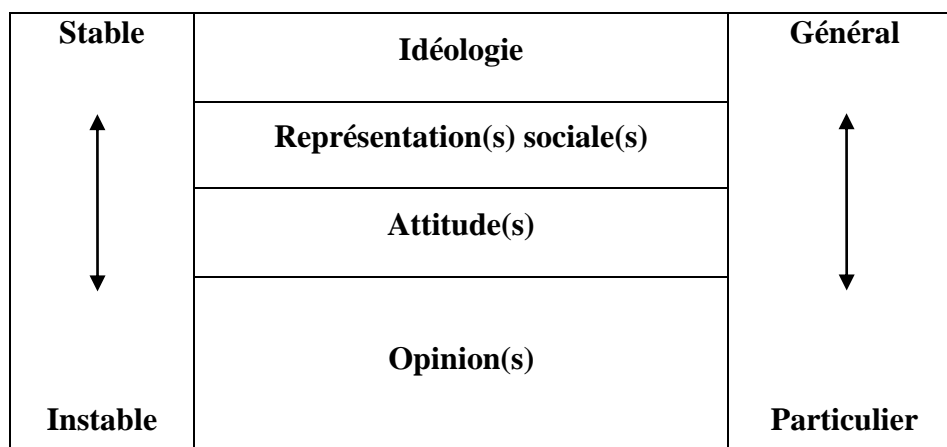 Stable
Idéologie
Général
Représentation(s) sociale(s)
Attitude(s)
Opinion(s)
Instable
Particulier